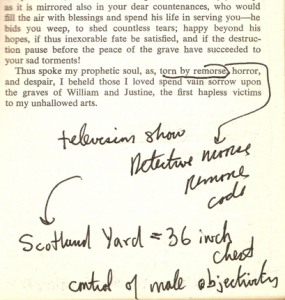 as it is mirrored also in your dear countenances, who would
fill the air with blessings and spend his life in serving you—he
bids you weep, to shed countless tears; happy beyond his
hopes, if thus inexorable fate be satisfied, and if the destruc-
tion pause before the peace of the grave have succeeded to
your sad torments!
Thus spoke my prophetic soul, as, torn by remorse, horror,
and despair, I beheld those I loved spend vain sorrow upon
the graves of William and Justine, the first hapless victims
to my unhallowed arts.
television show
Detective morse
remorse
code
Scotland Yard = 36 inch
chest
control of male objectivity